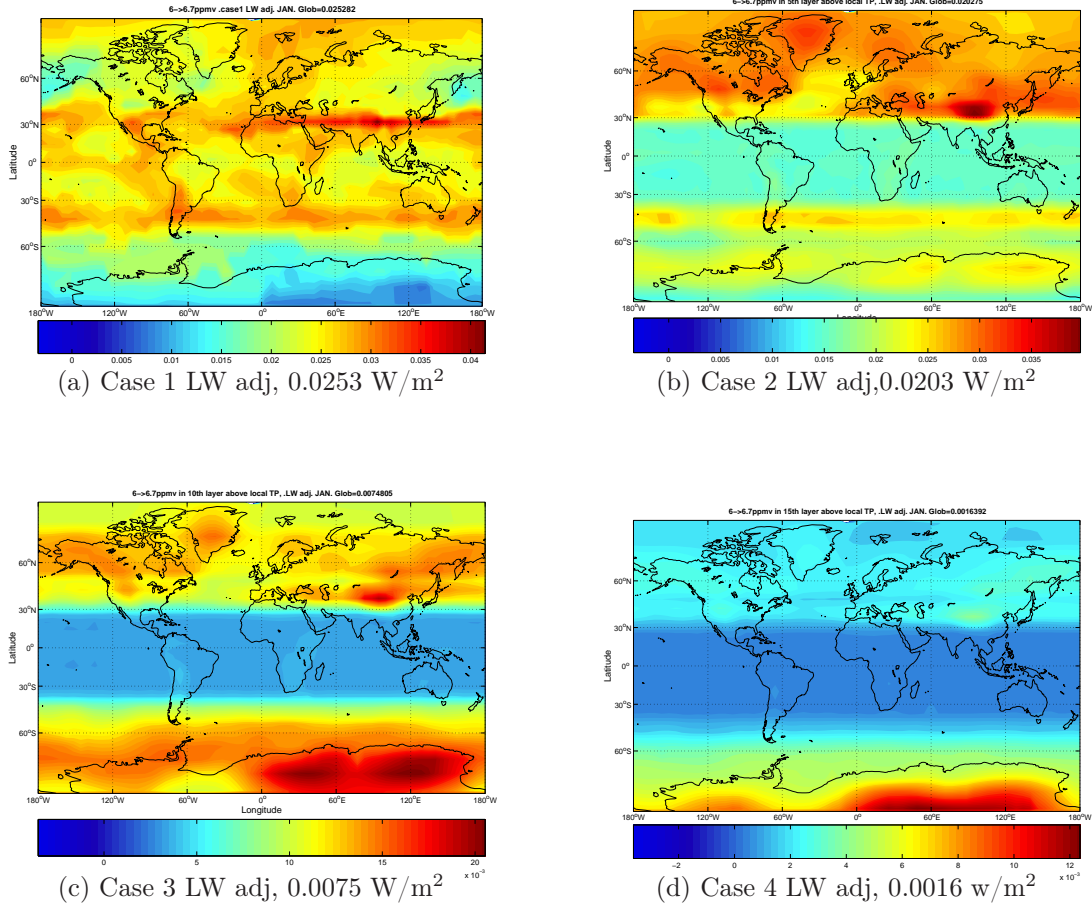 6->6.7ppmv .case1 LW adj. JAN. Glob=0.025282
60°N
30°N
0°
30°S
60°S
Latitude
180°W 120°W 60°W 0° 60°E 120°E 180°W
0 0.005 0.01 0.015 0.02 0.025 0.03 0.035 0.04
(a) Case 1 LW adj, 0.0253 W/m²
6->6.7ppmv in 5th layer above local TP, .LW adj. JAN. Glob=0.020275
60°N
30°N
0°
30°S
60°S
Latitude
180°W 120°W 60°W 0° 60°E 120°E 180°W
Longitude
0 0.005 0.01 0.015 0.02 0.025 0.03 0.035
(b) Case 2 LW adj,0.0203 W/m²
6->6.7ppmv in 10th layer above local TP, .LW adj. JAN. Glob=0.0074805
60°N
30°N
0°
30°S
60°S
Latitude
180°W 120°W 60°W 0° 60°E 120°E 180°W
Longitude
0 5 10 15 20
x 10⁻³
(c) Case 3 LW adj, 0.0075 W/m²
6->6.7ppmv in 15th layer above local TP, .LW adj. JAN. Glob=0.0016392
60°N
30°N
0°
30°S
60°S
Latitude
180°W 120°W 60°W 0° 60°E 120°E 180°W
-2 0 2 4 6 8 10 12
x 10⁻³
(d) Case 4 LW adj, 0.0016 w/m²